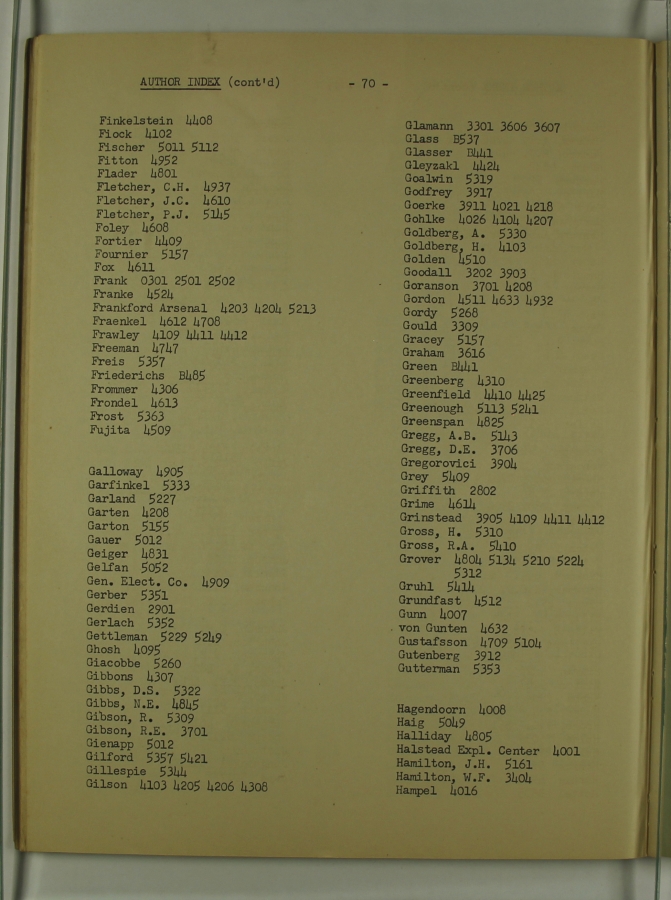 AUTHOR INDEX (cont'd)
- 70 -
Finkelstein 4408
Fiock 4102
Fischer 5011 5112
Fitton 4952
Flader 4801
Fletcher, C.H. 4937
Fletcher, J.C. 4610
Fletcher, P.J. 5145
Foley 4608
Fortier 4409
Fournier 5157
Fox 4611
Frank 0301 2501 2502
Franke 4524
Frankford Arsenal 4203 4204 5213
Fraenkel 4612 4708
Frawley 4109 4411 4412
Freeman 4747
Freis 5357
Friederichs B485
Frommer 4306
Frondel 4613
Frost 5363
Fujita 4509
Galloway 4905
Garfinkel 5333
Garland 5227
Garten 4208
Garton 5155
Gauer 5012
Geiger 4831
Gelfan 5052
Gen. Elect. Co. 4909
Gerber 5351
Gerdien 2901
Gerlach 5352
Gettleman 5229 5249
Ghosh 4095
Giacobbe 5260
Gibbons 4307
Gibbs, D.S. 5322
Gibbs, N.E. 4845
Gibson, R. 5309
Gibson, R.E. 3701
Gienapp 5012
Gilford 5357 5421
Gillespie 5344
Gilson 4103 4205 4206 4308
Glamann 3301 3606 3607
Glass B537
Glasser B441
Gleyzakl 4424
Goalwin 5319
Godfrey 3917
Goerke 3911 4021 4218
Gohlke 4026 4104 4207
Goldberg, A. 5330
Goldberg, H. 4103
Golden 4510
Goodall 3202 3903
Goranson 3701 4208
Gordon 4511 4633 4932
Gordy 5268
Gould 3309
Gracey 5157
Graham 3616
Green B441
Greenberg 4310
Greenfield 4410 4425
Greenough 5113 5241
Greenspan 4825
Gregg, A.B. 5143
Gregg, D.E. 3706
Gregorovici 3904
Grey 5409
Griffith 2802
Grime 4614
Grinstead 3905 4109 4411 4412
Gross, H. 5310
Gross, R.A. 5410
Grover 4804 5134 5210 5224
5312
Gruhl 5414
Grundfast 4512
Gunn 4007
von Gunten 4632
Gustafsson 4709 5104
Gutenberg 3912
Gutterman 5353
Hagendoorn 4008
Haig 5049
Halliday 4805
Halstead Expl. Center 4001
Hamilton, J.H. 5161
Hamilton, W.F. 3404
Hampel 4016